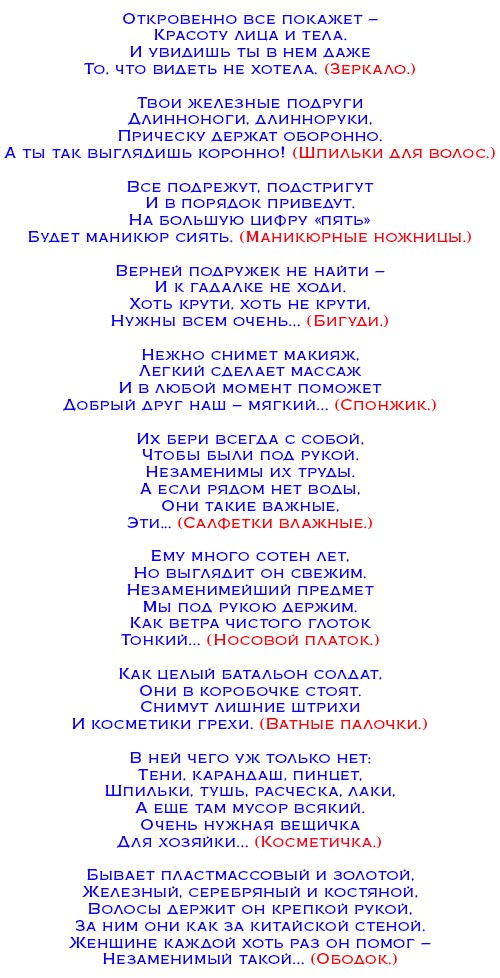 Откровенно все покажет –
Красоту лица и тела.
И увидишь ты в нем даже
То, что видеть не хотела. (Зеркало.)
Твои железные подруги
Длинноноги, длинноруки,
Прическу держат оборонно.
А ты так выглядишь коронно! (Шпильки для волос.)
Все подрежут, подстригут
И в порядок приведут.
На большую цифру «пять»
Будет маникюр сиять. (Маникюрные ножницы.)
Верней подружек не найти –
И к гадалке не ходи.
Хоть крути, хоть не крути,
Нужны всем очень... (Бигуди.)
Нежно снимет макияж,
Легкий сделает массаж
И в любой момент поможет
Добрый друг наш – мягкий... (Спонжик.)
Их бери всегда с собой,
Чтобы были под рукой.
Незаменимы их труды.
А если рядом нет воды,
Они такие важные,
Эти... (Салфетки влажные.)
Ему много сотен лет,
Но выглядит он свежим.
Незаменимейший предмет
Мы под рукою держим.
Как ветра чистого глоток
Тонкий... (Носовой платок.)
Как целый батальон солдат,
Они в коробочке стоят.
Снимут лишние штрихи
И косметики грехи. (Ватные палочки.)
В ней чего уж только нет:
Тени, карандаш, пинцет,
Шпильки, тушь, расческа, лаки,
А еще там мусор всякий.
Очень нужная вещичка
Для хозяйки... (Косметичка.)
Бывает пластмассовый и золотой,
Железный, серебряный и костяной,
Волосы держит он крепкой рукой,
За ним они как за китайской стеной.
Женщине каждой хоть раз он помог –
Незаменимый такой... (Ободок.)